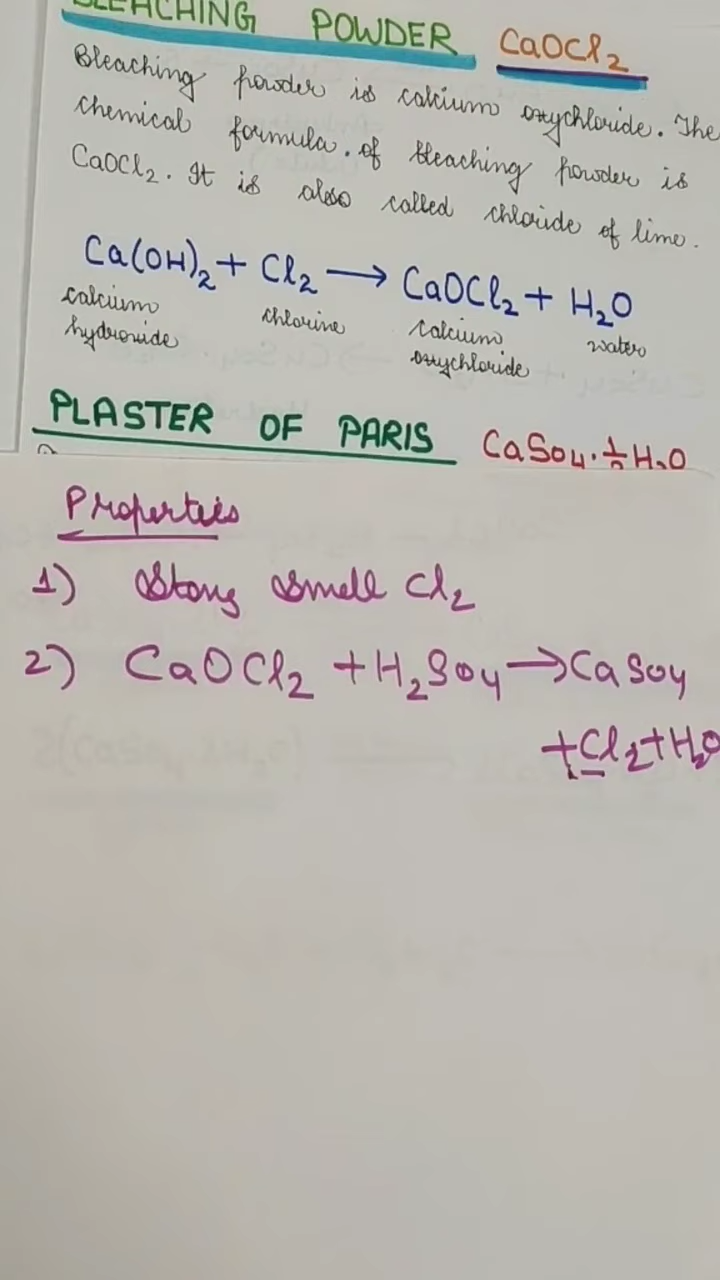 BLEACHING POWDER CaOCl₂
Bleaching powder is calcium oxychloride. The
chemical formula. of bleaching powder is
CaOCl₂. It is also called chloride of lime.
Ca(OH)₂ + Cl₂ → CaOCl₂ + H₂O
calcium hydroxide chlorine calcium oxychloride water
PLASTER OF PARIS CaSO₄·½H₂O
Properties
1) Stong smell Cl₂
2) CaOCl₂ + H₂SO₄ → CaSO₄
+ Cl₂ + H₂O